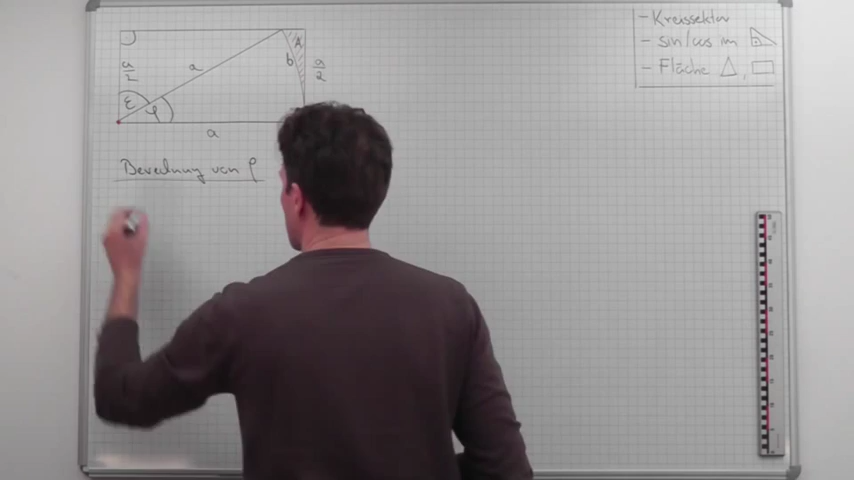 A
b
a
a/2
a/2
ε
φ
a
Berechnung von φ
- Kreissektor
- sin/cos im
- Fläche